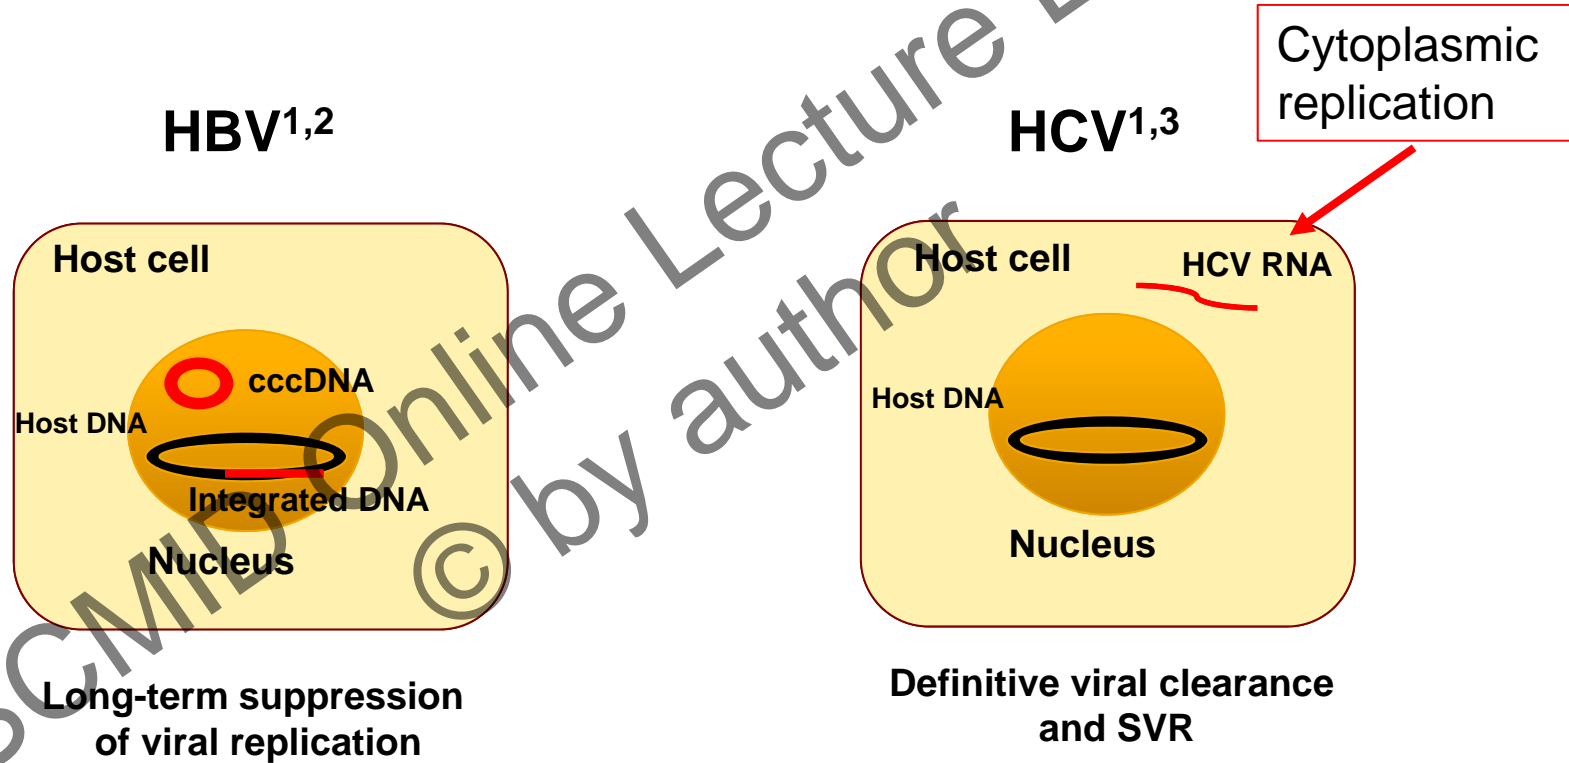 Cytoplasmic
replication
HBV1,2
HCV1,3
Host cell
cccDNA
Host DNA
Integrated DNA
Nucleus
Host cell
HCV RNA
Host DNA
Nucleus
Long-term suppression
of viral replication
Definitive viral clearance
and SVR
SCMID Online Lecture
© by author